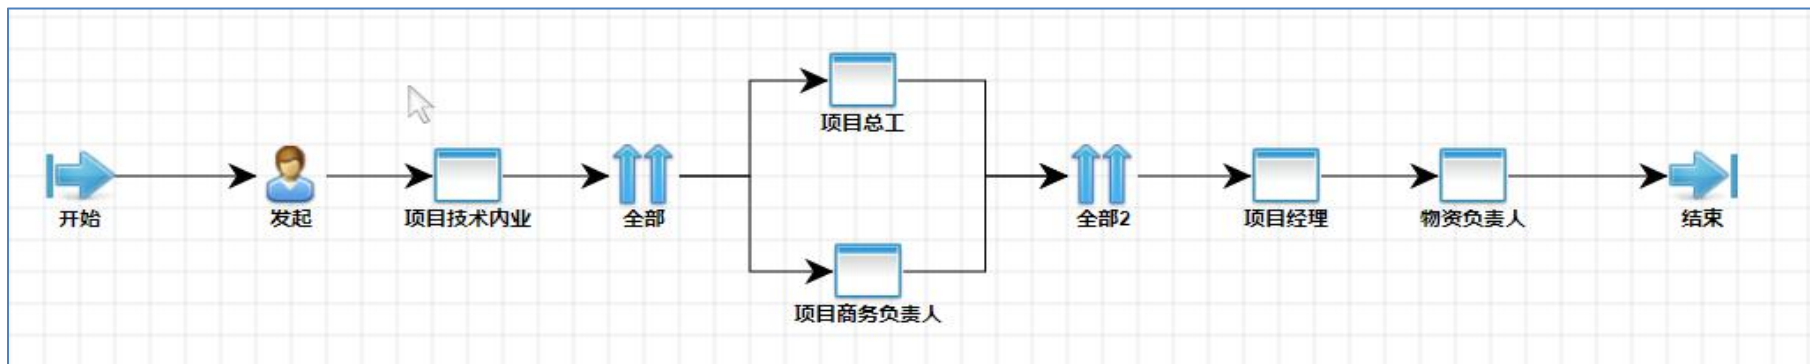 开始
发起
项目技术内业
全部
项目总工
项目商务负责人
全部2
项目经理
物资负责人
结束